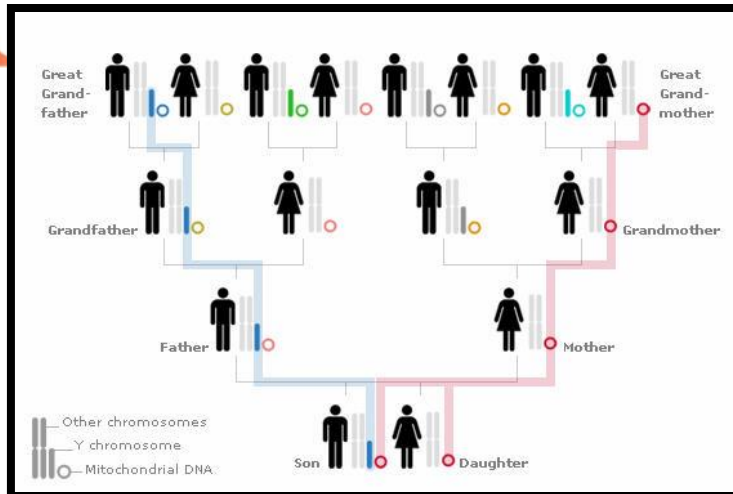 Great
Grand-
father
Great
Grand-
mother
Grandfather
Grandmother
Father
Mother
Other chromosomes
Y chromosome
Mitochondrial DNA
Son
Daughter